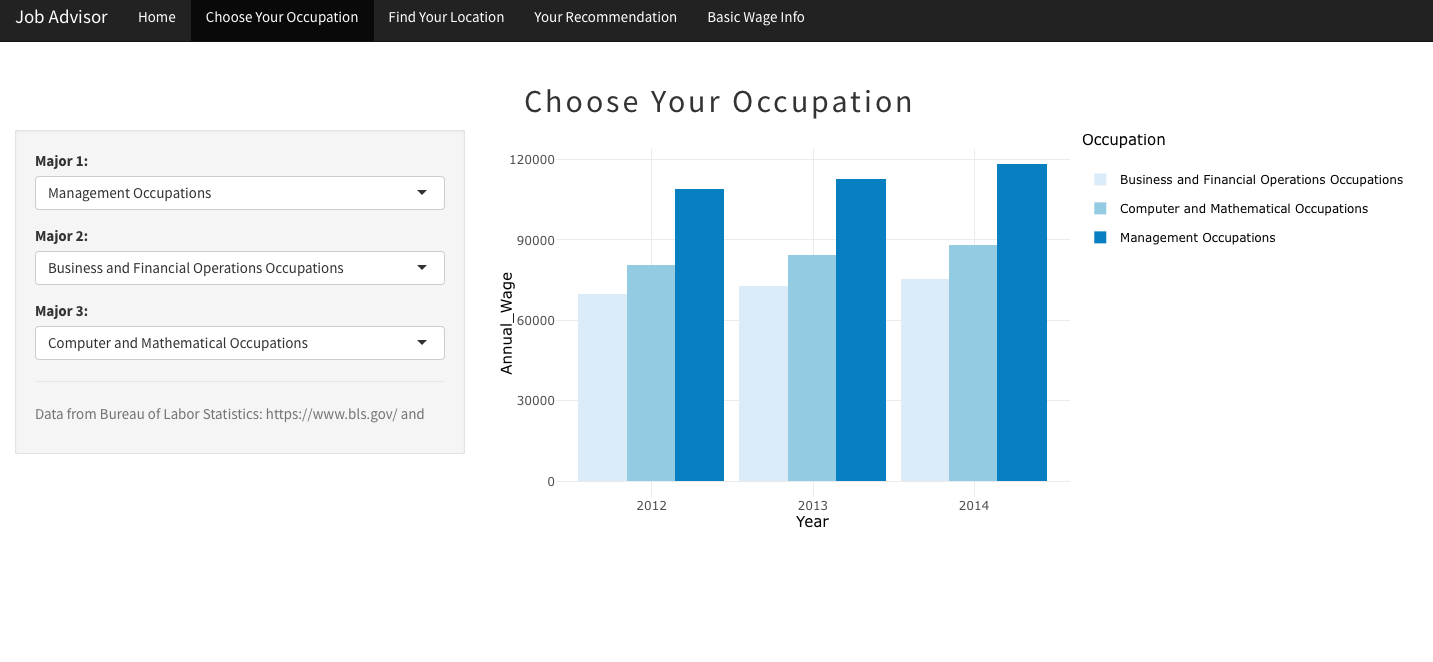 Job Advisor Home Choose Your Occupation Find Your Location Your Recommendation Basic Wage Info
Choose Your Occupation
Major 1:
Management Occupations
Major 2:
Business and Financial Operations Occupations
Major 3:
Computer and Mathematical Occupations
Data from Bureau of Labor Statistics: https://www.bls.gov/ and
120000
90000
60000
30000
0
Annual_Wage
2012 2013 2014
Year
Occupation
Business and Financial Operations Occupations
Computer and Mathematical Occupations
Management Occupations